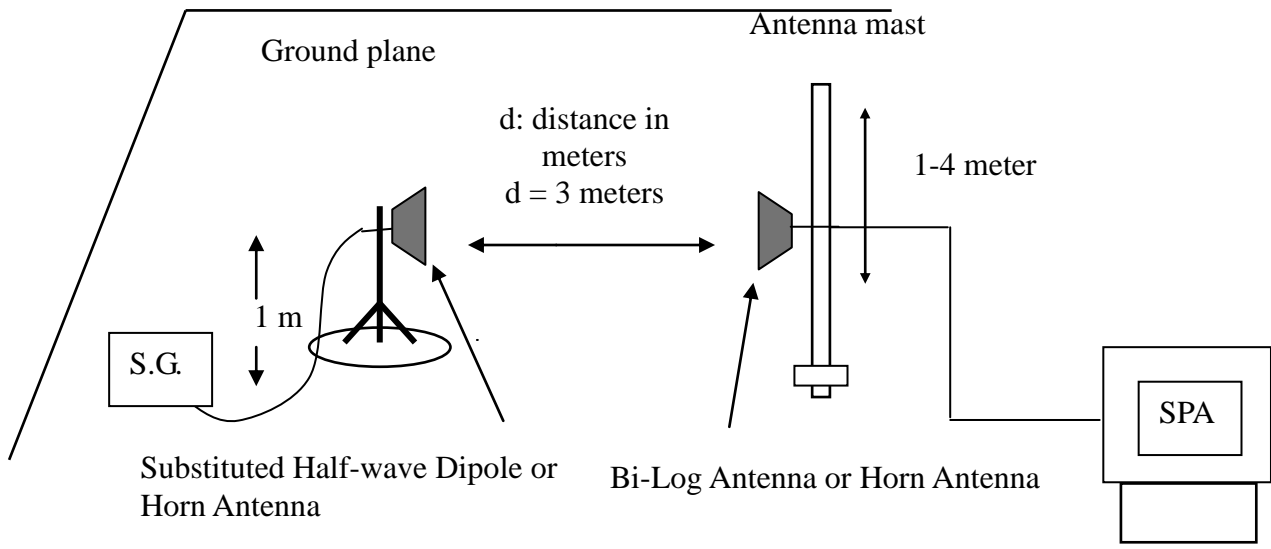 Antenna mast
Ground plane
d: distance in
meters
d = 3 meters
1-4 meter
1 m
S.G.
SPA
Substituted Half-wave Dipole or
Horn Antenna
Bi-Log Antenna or Horn Antenna